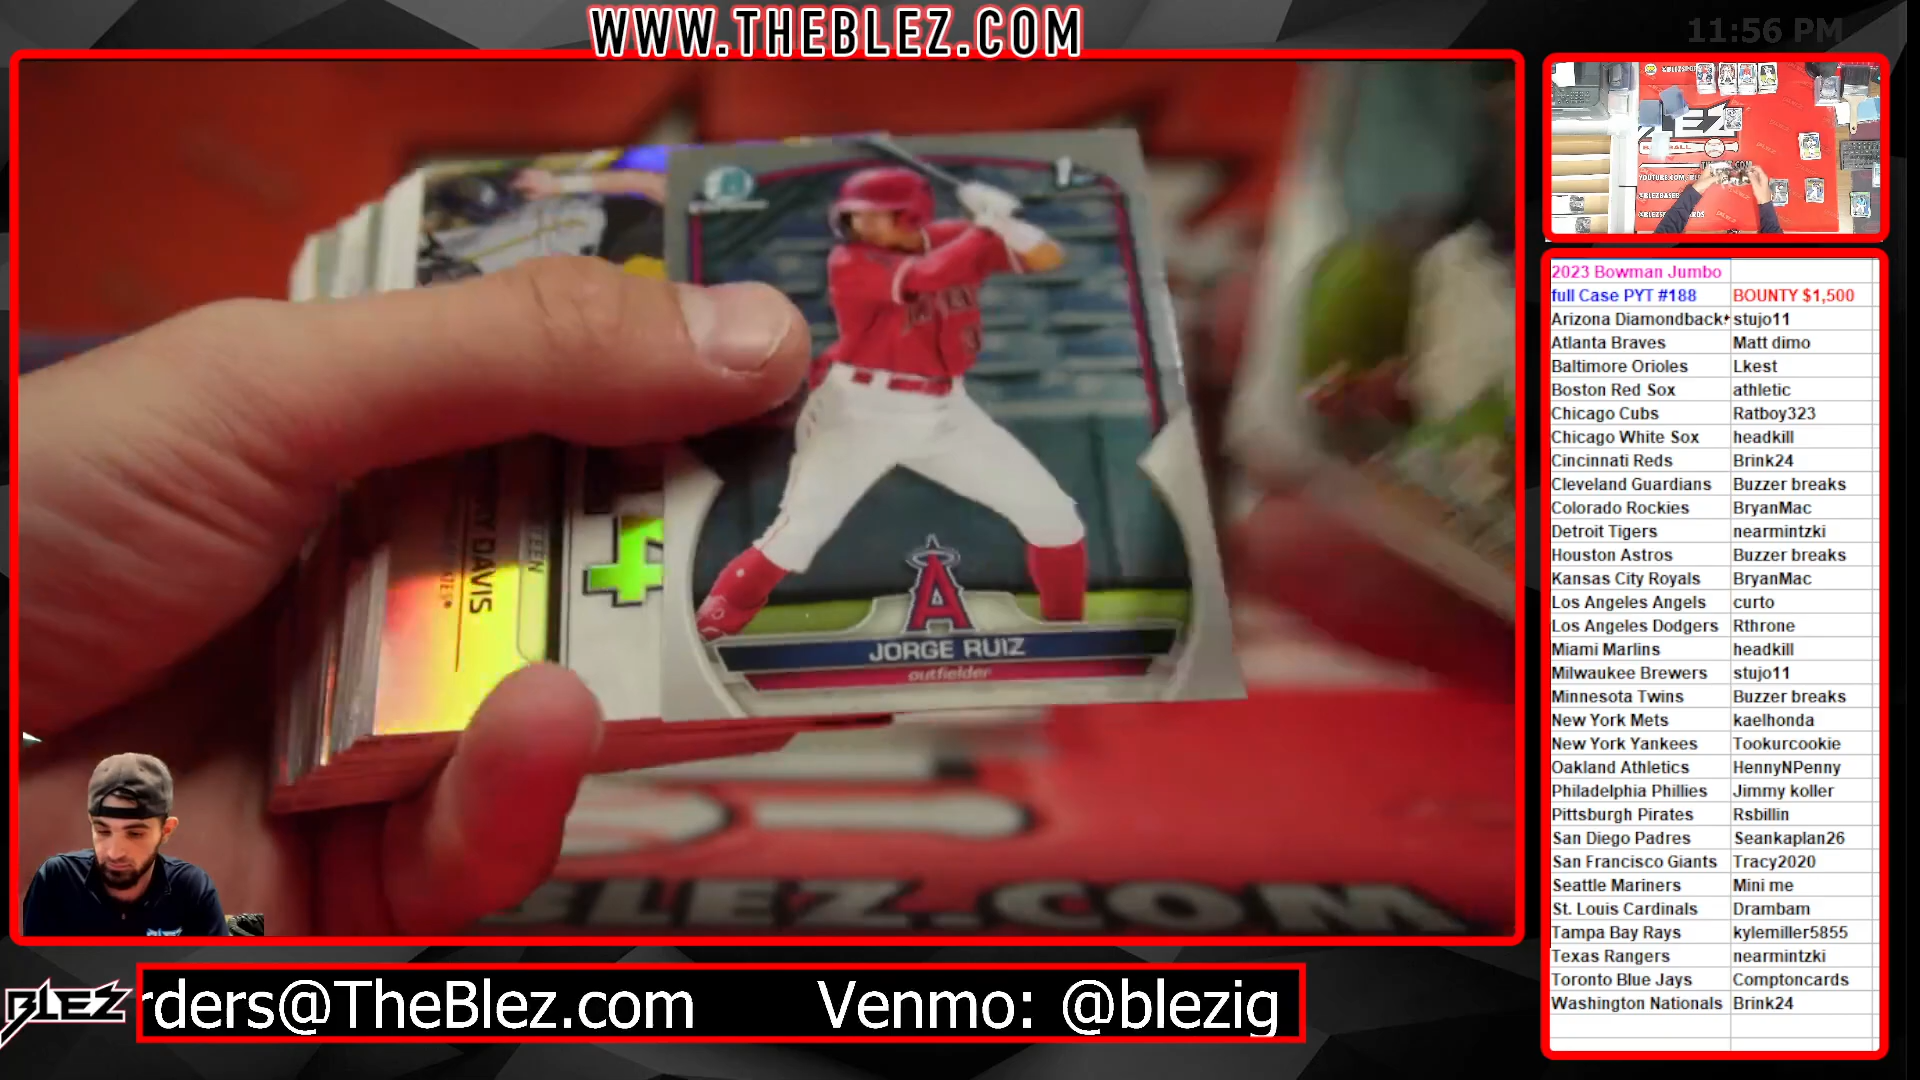 WWW.THEBLEZ.COM
11:56 PM
JORGE RUIZ
outfielder
A
1st
RY DAVIS
TEEN
LEZ.COM
BLEZ
rders@TheBlez.com Venmo: @blezig
2023 Bowman Jumbo
full Case PYT #188 BOUNTY $1,500
Arizona Diamondback stujo11
Atlanta Braves Matt dimo
Baltimore Orioles Lkest
Boston Red Sox athletic
Chicago Cubs Ratboy323
Chicago White Sox headkill
Cincinnati Reds Brink24
Cleveland Guardians Buzzer breaks
Colorado Rockies BryanMac
Detroit Tigers nearmintzki
Houston Astros Buzzer breaks
Kansas City Royals BryanMac
Los Angeles Angels curto
Los Angeles Dodgers Rthrone
Miami Marlins headkill
Milwaukee Brewers stujo11
Minnesota Twins Buzzer breaks
New York Mets kaelhonda
New York Yankees Tookurcookie
Oakland Athletics HennyNPenny
Philadelphia Phillies Jimmy koller
Pittsburgh Pirates Rsbillin
San Diego Padres Seankaplan26
San Francisco Giants Tracy2020
Seattle Mariners Mini me
St. Louis Cardinals Drambam
Tampa Bay Rays kylemiller5855
Texas Rangers nearmintzki
Toronto Blue Jays Comptoncards
Washington Nationals Brink24